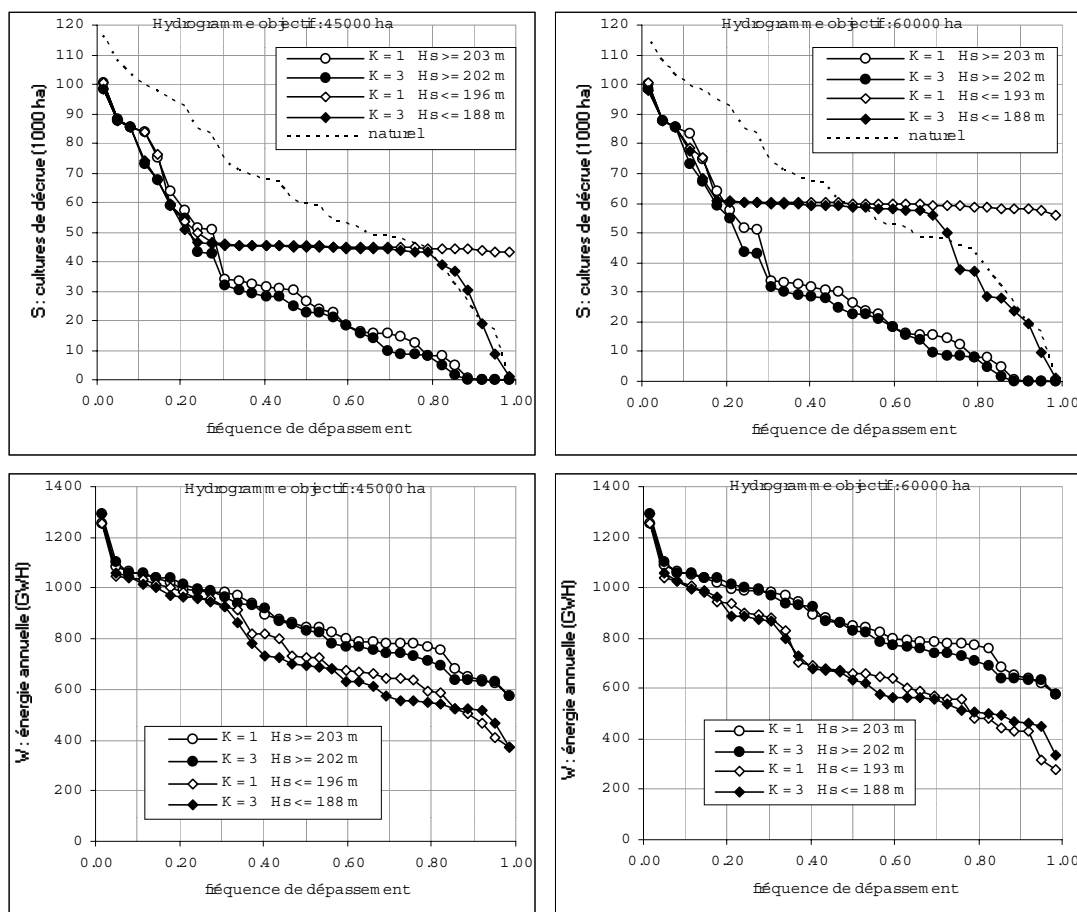 Hydrogramme objectif: 45000 ha
S : cultures de décrue (1000 ha)
120
110
100
90
80
70
60
50
40
30
20
10
0
K = 1 Hs >= 203 m
K = 3 Hs >= 202 m
K = 1 Hs <= 196 m
K = 3 Hs <= 188 m
naturel
0.00 0.20 0.40 0.60 0.80 1.00
fréquence de dépassement
Hydrogramme objectif: 60000 ha
S : cultures de décrue (1000 ha)
120
110
100
90
80
70
60
50
40
30
20
10
0
K = 1 Hs >= 203 m
K = 3 Hs >= 202 m
K = 1 Hs <= 193 m
K = 3 Hs <= 188 m
naturel
0.00 0.20 0.40 0.60 0.80 1.00
fréquence de dépassement
Hydrogramme objectif: 45000 ha
W : énergie annuelle (GWH)
1400
1200
1000
800
600
400
200
0
K = 1 Hs >= 203 m
K = 3 Hs >= 202 m
K = 1 Hs <= 196 m
K = 3 Hs <= 188 m
0.00 0.20 0.40 0.60 0.80 1.00
fréquence de dépassement
Hydrogramme objectif: 60000 ha
W : énergie annuelle (GWH)
1400
1200
1000
800
600
400
200
0
K = 1 Hs >= 203 m
K = 3 Hs >= 202 m
K = 1 Hs <= 193 m
K = 3 Hs <= 188 m
0.00 0.20 0.40 0.60 0.80 1.00
fréquence de dépassement